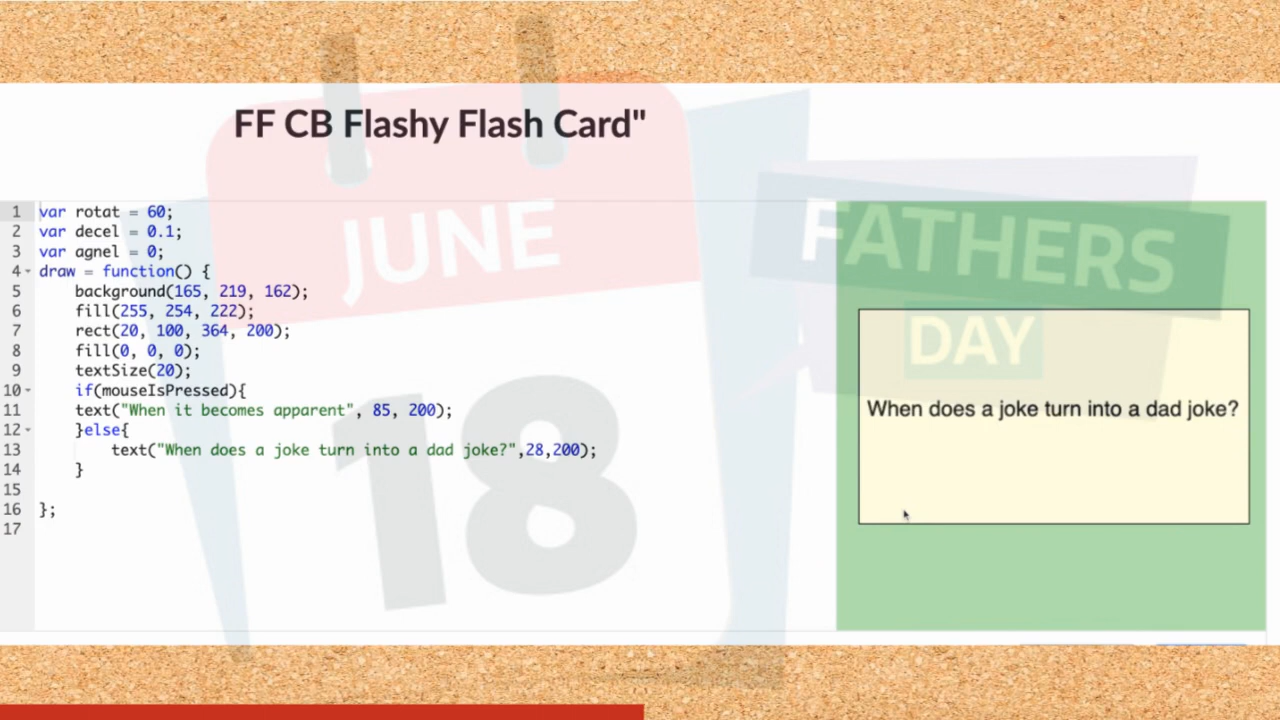 FF CB Flashy Flash Card"
JUNE
18
FATHERS
DAY
1 var rotat = 60;
2 var decel = 0.1;
3 var agnel = 0;
4 draw = function() {
5 background(165, 219, 162);
6 fill(255, 254, 222);
7 rect(20, 100, 364, 200);
8 fill(0, 0, 0);
9 textSize(20);
10 if(mouseIsPressed){
11 text("When it becomes apparent", 85, 200);
12 }else{
13 text("When does a joke turn into a dad joke?",28,200);
14 }
15
16 };
17
When does a joke turn into a dad joke?